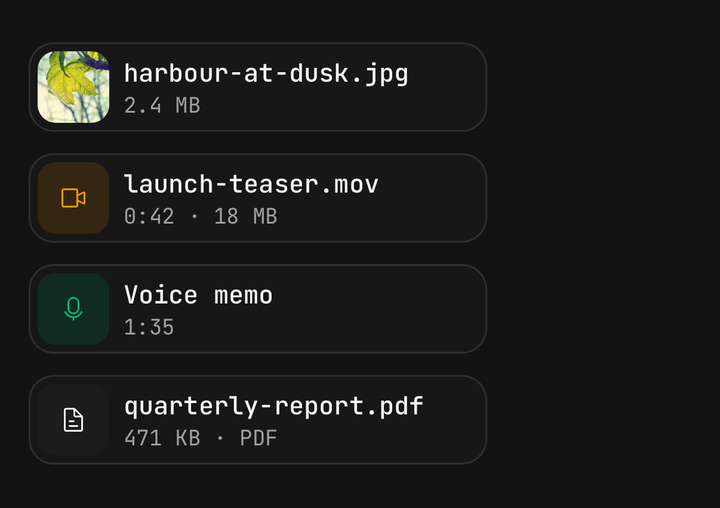 harbour-at-dusk.jpg
2.4 MB
launch-teaser.mov
0:42 · 18 MB
Voice memo
1:35
quarterly-report.pdf
471 KB · PDF